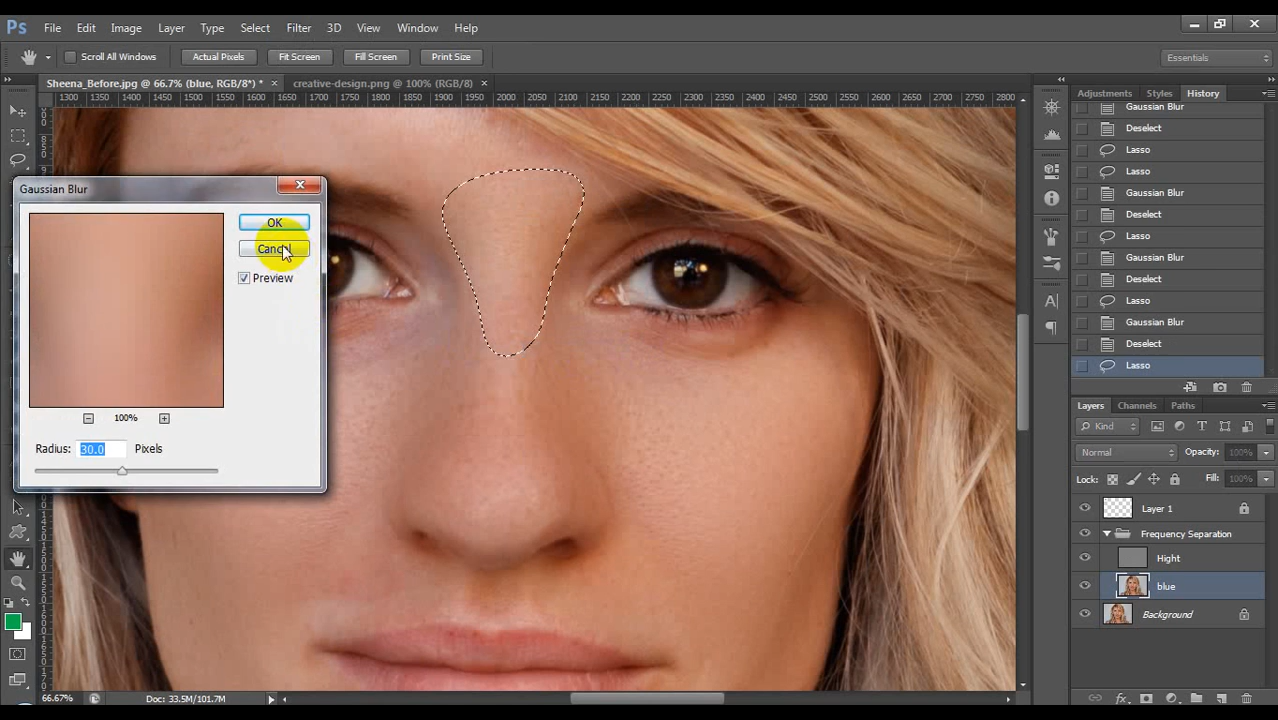 Ps File Edit Image Layer Type Select Filter 3D View Window Help
Scroll All Windows Actual Pixels Fit Screen Fill Screen Print Size Essentials
Sheena_Before.jpg @ 66.7% (blue, RGB/8*) * × creative-design.png @ 100% (RGB/8) ×
1300 1350 1400 1450 1500 1550 1600 1650 1700 1750 1800 1850 1900 1950 2000 2050 2100 2150 2200 2250 2300 2350 2400 2450 2500 2550 2600 2650 2700 2750 2800
Adjustments Styles History
Gaussian Blur
Deselect
Lasso
Lasso
Gaussian Blur
Deselect
Lasso
Gaussian Blur
Deselect
Lasso
Gaussian Blur
Deselect
Lasso
Gaussian Blur
OK
Cancel
Preview
100%
Radius: 30.0 Pixels
Layers Channels Paths
Kind
Normal Opacity: 100%
Lock: Fill: 100%
Layer 1
Frequency Separation
Hight
blue
Background
66.67% Doc: 33.5M/101.7M